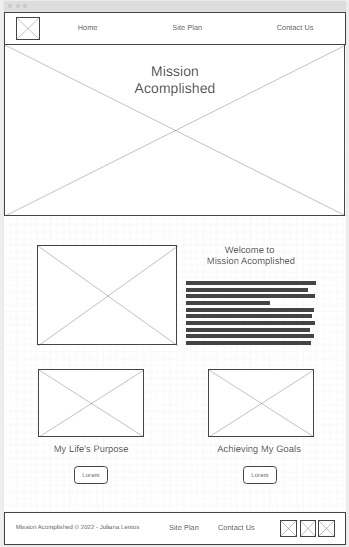 Home
Site Plan
Contact Us
Mission
Acomplished
Welcome to
Mission Acomplished
My Life's Purpose
Achieving My Goals
Lorem
Lorem
Mission Acomplished © 2022 - Juliana Lemus
Site Plan
Contact Us